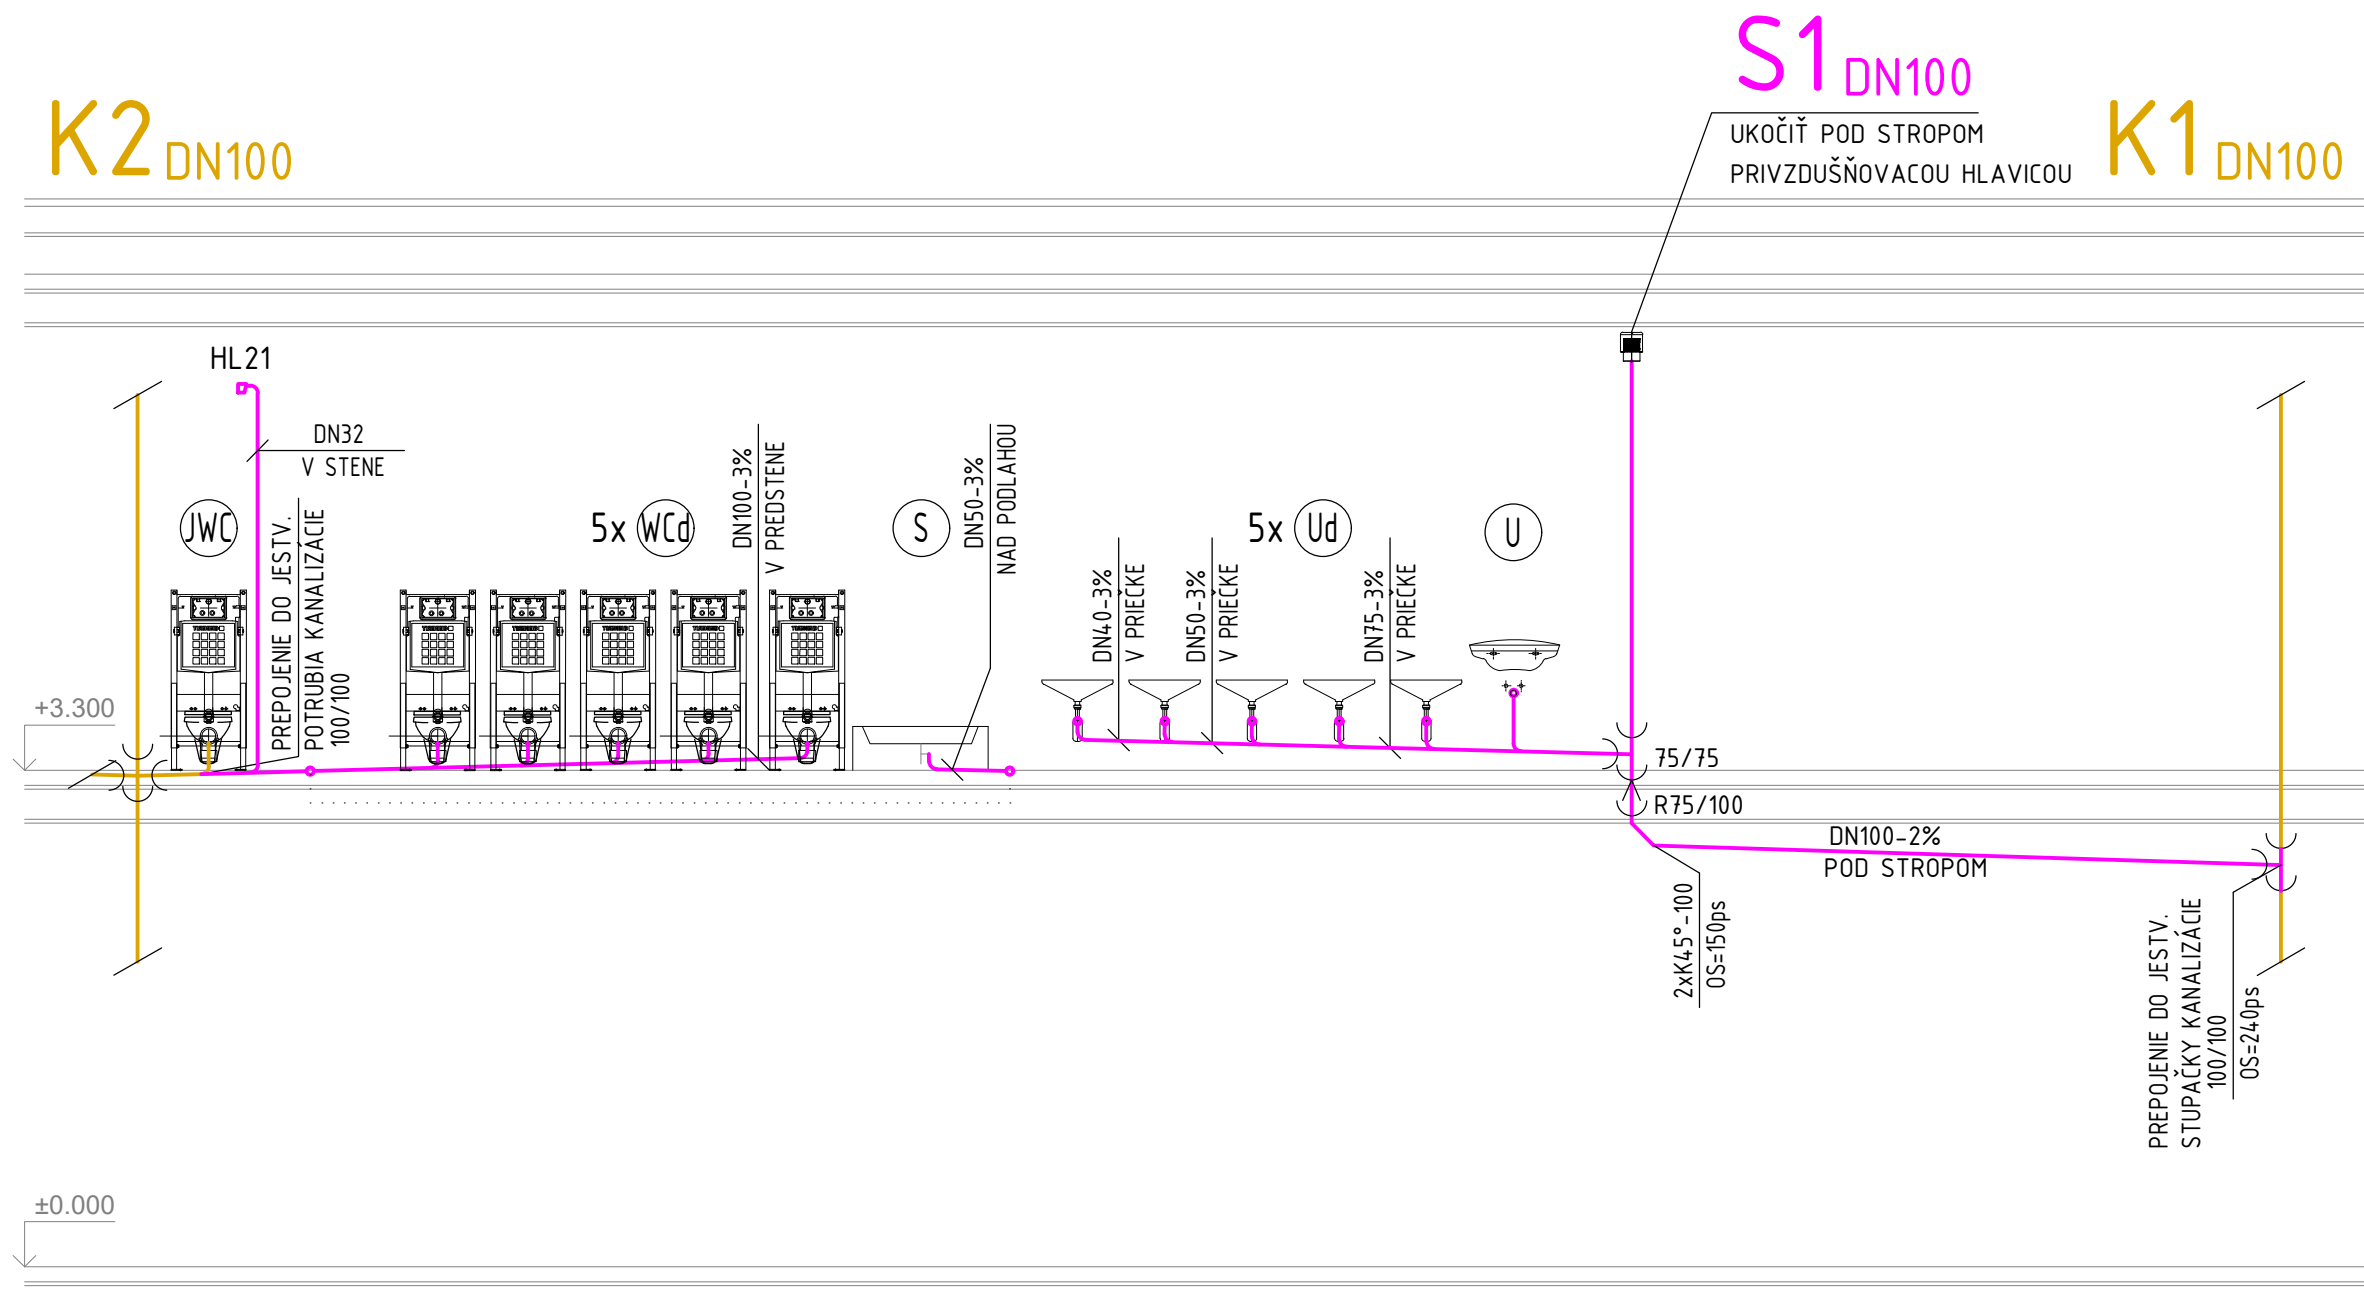 S1 DN100
K2 DN100
UKOČIŤ POD STROPOM
PRIVZDUŠŇOVACOU HLAVICOU
K1 DN100
HL21
DN32
V STENE
JWC
PREPOJENIE DO JESTV.
POTRUBIA KANALIZÁCIE
100/100
5x WCd
DN100-3%
V PREDSTENE
S
DN50-3%
NAD PODLAHOU
DN40-3%
V PRIEČKE
DN50-3%
V PRIEČKE
5x Ud
DN75-3%
V PRIEČKE
U
+3.300
75/75
R75/100
DN100-2%
POD STROPOM
2xK45°-100
OS=150ps
PREPOJENIE DO JESTV.
STUPAČKY KANALIZÁCIE
100/100
OS=240ps
±0.000